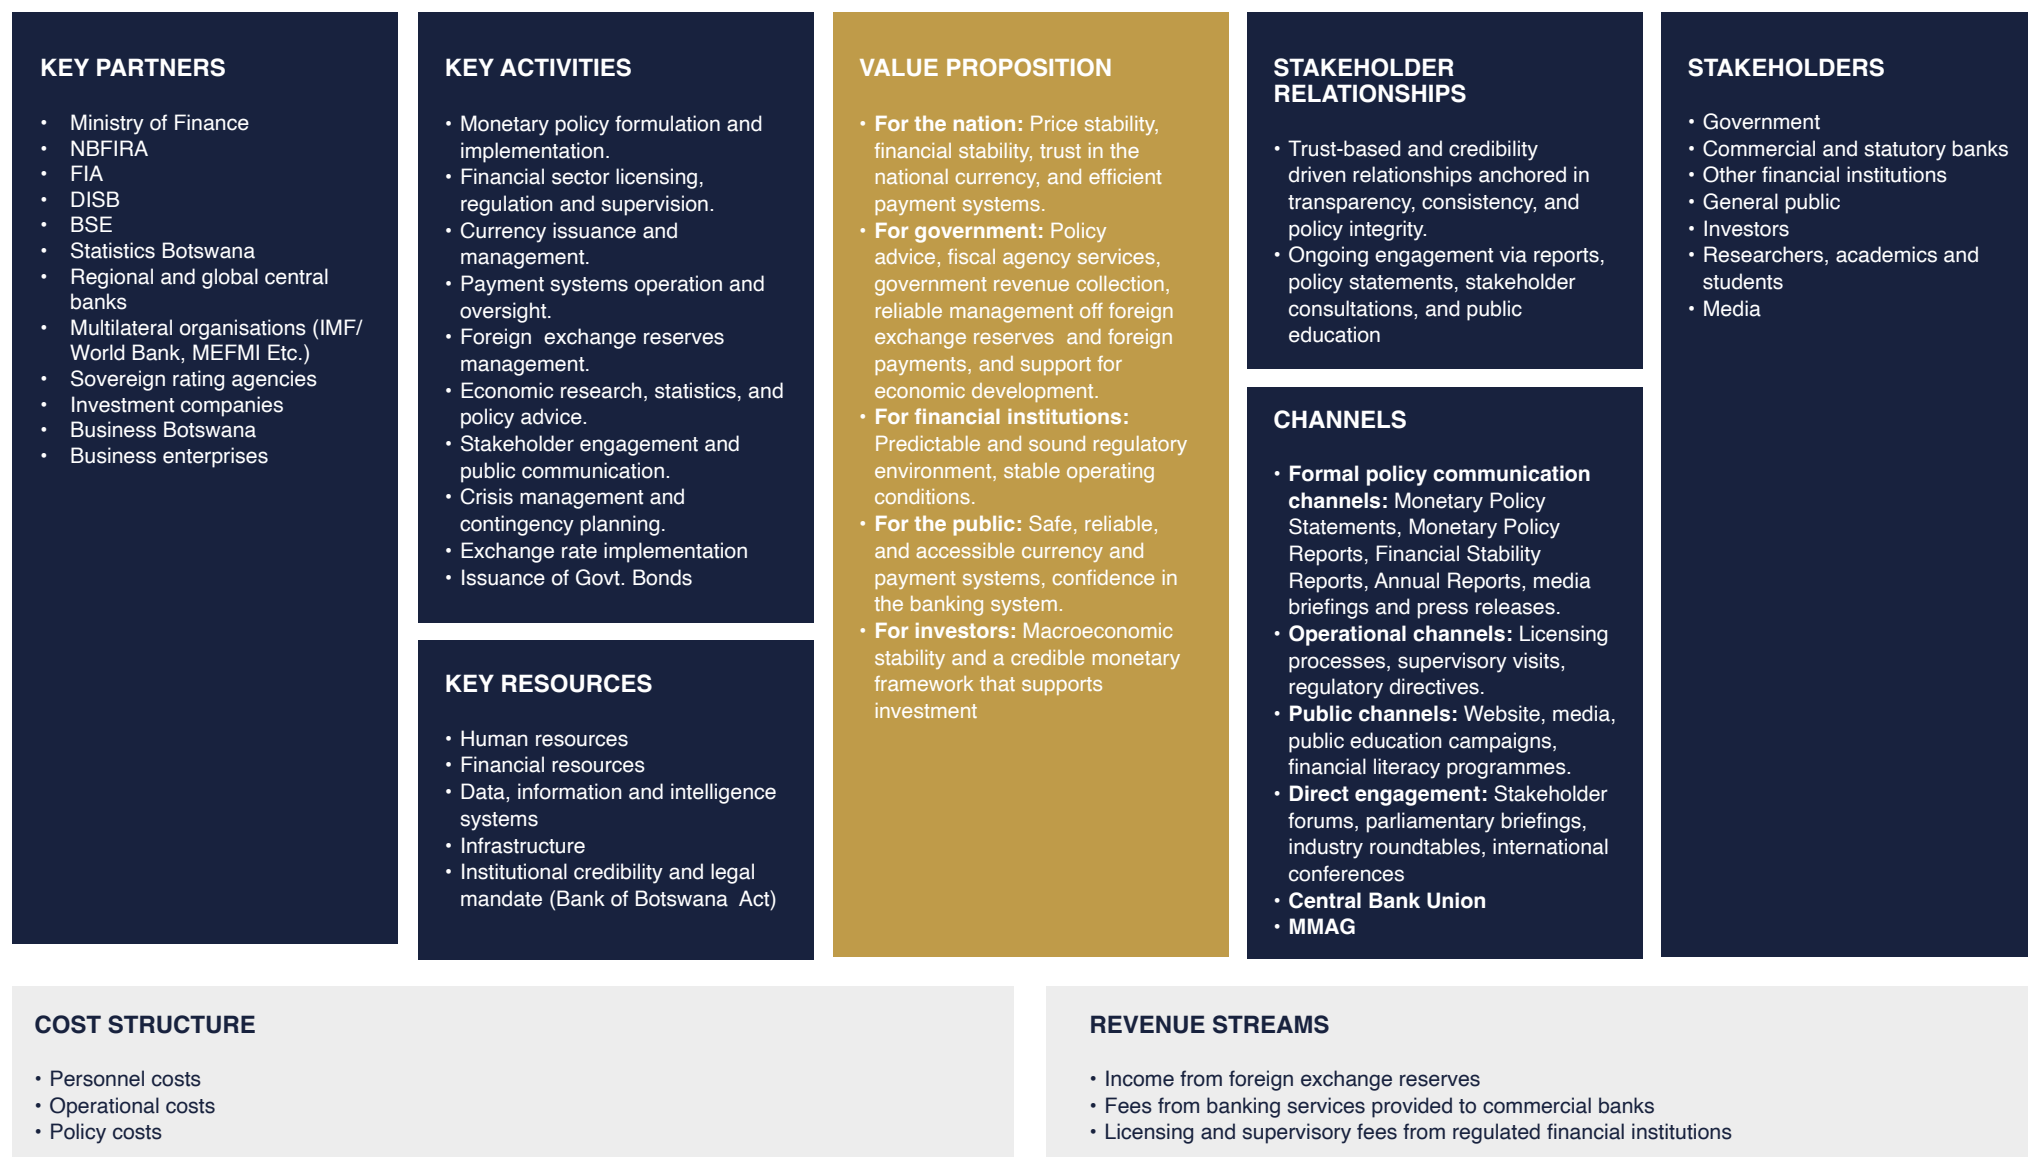 KEY PARTNERS
• Ministry of Finance
• NBFIRA
• FIA
• DISB
• BSE
• Statistics Botswana
• Regional and global central
banks
• Multilateral organisations (IMF/
World Bank, MEFMI Etc.)
• Sovereign rating agencies
• Investment companies
• Business Botswana
• Business enterprises
KEY ACTIVITIES
• Monetary policy formulation and
implementation.
• Financial sector licensing,
regulation and supervision.
• Currency issuance and
management.
• Payment systems operation and
oversight.
• Foreign  exchange reserves
management.
• Economic research, statistics, and
policy advice.
• Stakeholder engagement and
public communication.
• Crisis management and
contingency planning.
• Exchange rate implementation
• Issuance of Govt. Bonds
KEY RESOURCES
• Human resources
• Financial resources
• Data, information and intelligence
systems
• Infrastructure
• Institutional credibility and legal
mandate (Bank of Botswana  Act)
VALUE PROPOSITION
• For the nation: Price stability,
financial stability, trust in the
national currency, and efficient
payment systems.
• For government: Policy
advice, fiscal agency services,
government revenue collection,
reliable management off foreign
exchange reserves  and foreign
payments, and support for
economic development.
• For financial institutions:
Predictable and sound regulatory
environment, stable operating
conditions.
• For the public: Safe, reliable,
and accessible currency and
payment systems, confidence in
the banking system.
• For investors: Macroeconomic
stability and a credible monetary
framework that supports
investment
STAKEHOLDER
RELATIONSHIPS
• Trust-based and credibility
driven relationships anchored in
transparency, consistency, and
policy integrity.
• Ongoing engagement via reports,
policy statements, stakeholder
consultations, and public
education
CHANNELS
• Formal policy communication
channels: Monetary Policy
Statements, Monetary Policy
Reports, Financial Stability
Reports, Annual Reports, media
briefings and press releases.
• Operational channels: Licensing
processes, supervisory visits,
regulatory directives.
• Public channels: Website, media,
public education campaigns,
financial literacy programmes.
• Direct engagement: Stakeholder
forums, parliamentary briefings,
industry roundtables, international
conferences
• Central Bank Union
• MMAG
STAKEHOLDERS
• Government
• Commercial and statutory banks
• Other financial institutions
• General public
• Investors
• Researchers, academics and
students
• Media
COST STRUCTURE
• Personnel costs
• Operational costs
• Policy costs
REVENUE STREAMS
• Income from foreign exchange reserves
• Fees from banking services provided to commercial banks
• Licensing and supervisory fees from regulated financial institutions